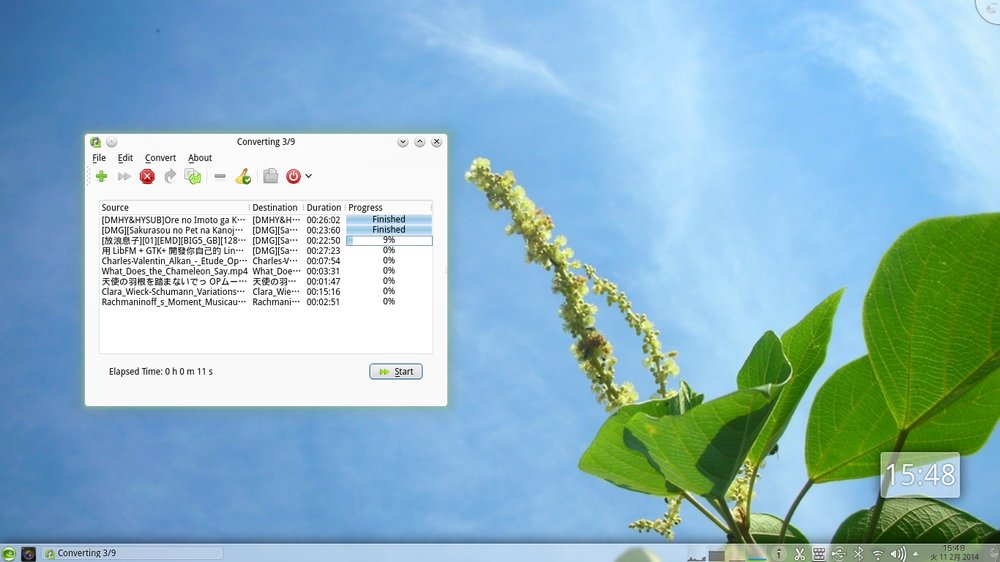 Converting 3/9
File Edit Convert About
Source Destination Duration Progress
[DMHY&HYSUB]Ore no Imoto ga K··· [DMHY&H··· 00:26:02 Finished
[DMG][Sakurasou no Pet na Kanoj··· [DMG][Sa··· 00:23:60 Finished
[放浪息子][01][EMD][BIG5_GB][128··· [DMG][Sa··· 00:22:50 9%
用 LibFM + GTK+ 開發你自己的 Lin··· [DMG][Sa··· 00:27:23 0%
Charles-Valentin_Alkan_-_Etude_Op··· Charles-V··· 00:07:54 0%
What_Does_the_Chameleon_Say.mp4 What_Doe··· 00:03:31 0%
天使の羽根を踏まないでっ OPムー··· 天使の羽··· 00:01:47 0%
Clara_Wieck-Schumann_Variations··· Clara_Wie··· 00:15:16 0%
Rachmaninoff_s_Moment_Musicau··· Rachmani··· 00:02:51 0%
Elapsed Time: 0 h 0 m 11 s
Start
15:48
Converting 3/9
15:48
火 11 2月 2014